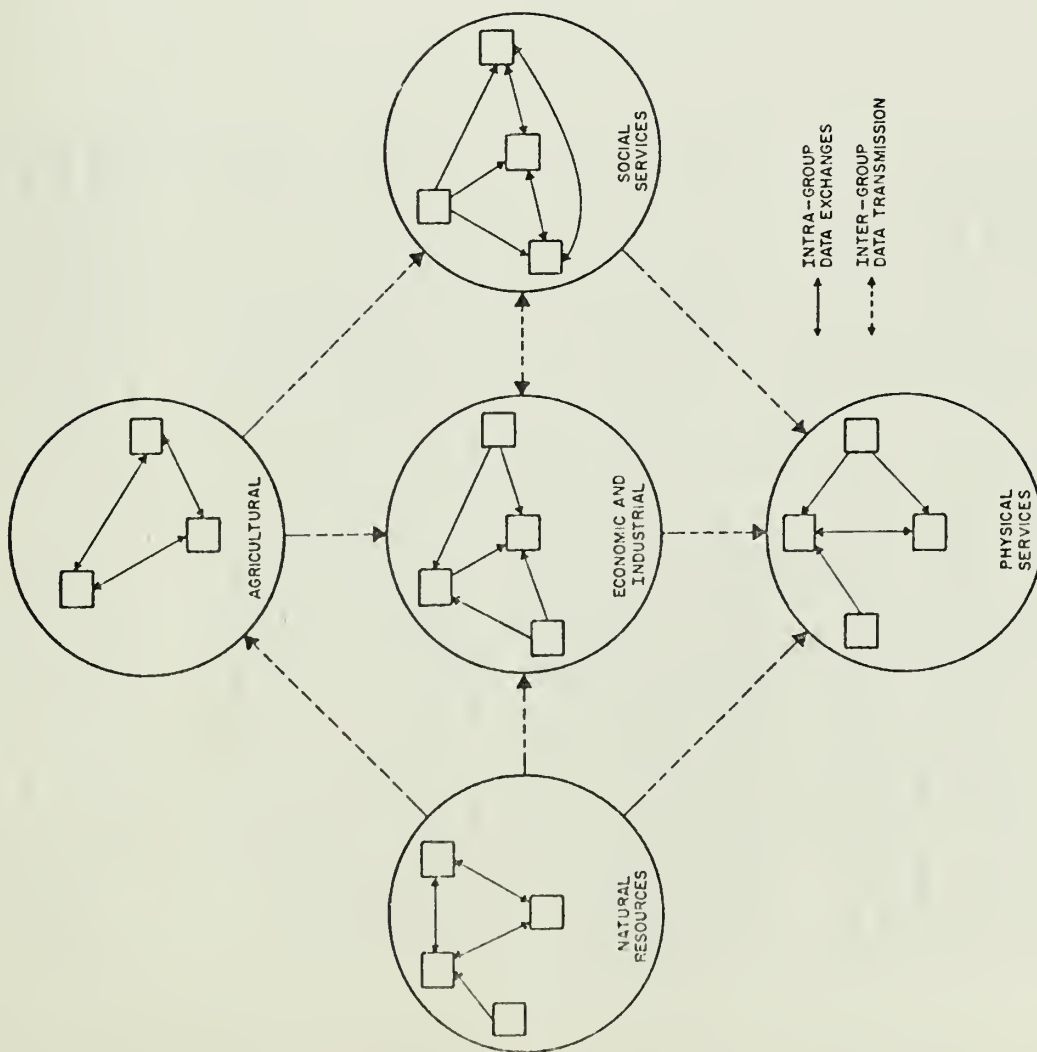 AGRICULTURAL
SOCIAL
SERVICES
ECONOMIC AND
INDUSTRIAL
NATURAL
RESOURCES
PHYSICAL
SERVICES
INTRA-GROUP
DATA EXCHANGES
INTER-GROUP
DATA TRANSMISSION